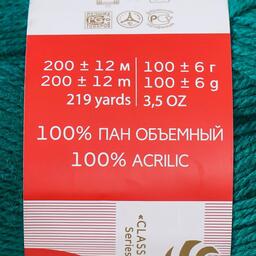 200 ± 12 м 100 ± 6 г
200 ± 12 m 100 ± 6 g
219 yards 3,5 OZ
100% ПАН ОБЪЕМНЫЙ
100% ACRILIC
«CLASS
Series